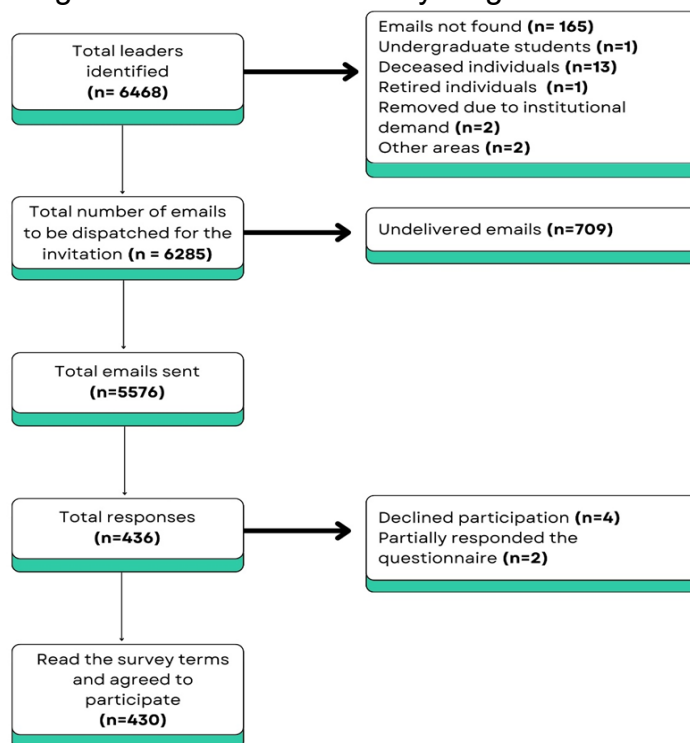 Total leaders
identified
(n= 6468)
Emails not found (n= 165)
Undergraduate students (n=1)
Deceased individuals (n=13)
Retired individuals (n=1)
Removed due to institutional
demand (n=2)
Other areas (n=2)
Total number of emails
to be dispatched for the
invitation (n = 6285)
Undelivered emails (n=709)
Total emails sent
(n=5576)
Total responses
(n=436)
Declined participation (n=4)
Partially responded the
questionnaire (n=2)
Read the survey terms
and agreed to
participate
(n=430)